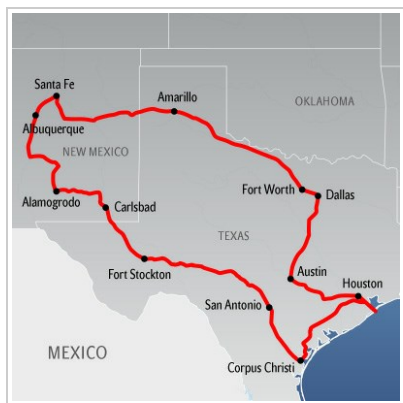 Santa Fe
Amarillo
OKLAHOMA
Albuquerque
NEW MEXICO
Fort Worth
Dallas
Alamogrodo
Carlsbad
TEXAS
Fort Stockton
Austin
Houston
San Antonio
MEXICO
Corpus Christi